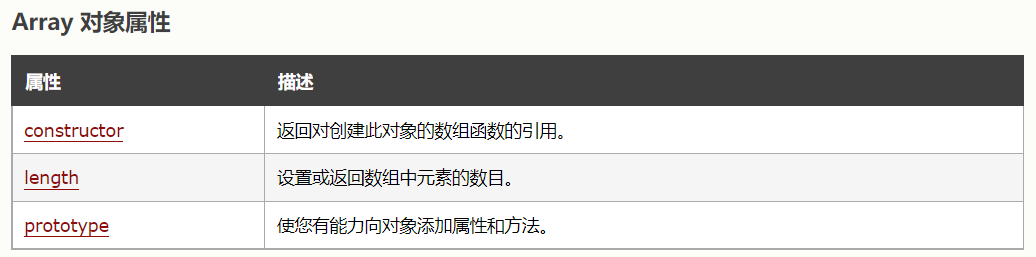 Array 对象属性
属性 描述
constructor 返回对创建此对象的数组函数的引用。
length 设置或返回数组中元素的数目。
prototype 使您有能力向对象添加属性和方法。